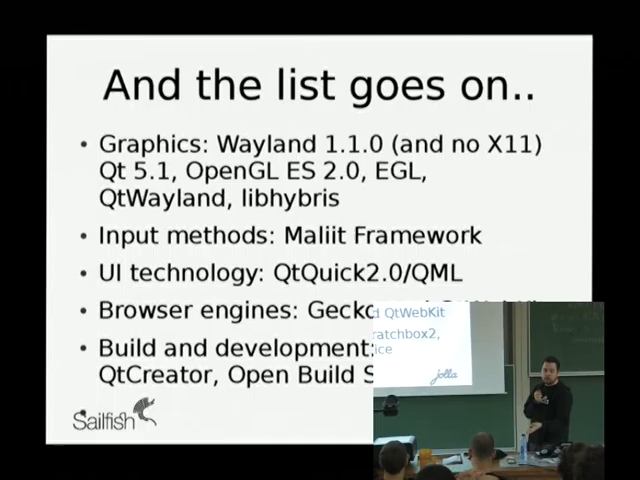 And the list goes on..
• Graphics: Wayland 1.1.0 (and no X11)
Qt 5.1, OpenGL ES 2.0, EGL,
QtWayland, libhybris
• Input methods: Maliit Framework
• UI technology: QtQuick2.0/QML
• Browser engines: Gecko
• Build and development:
QtCreator, Open Build S
Sailfish
d QtWebKit
ratchbox2,
ice
jolla